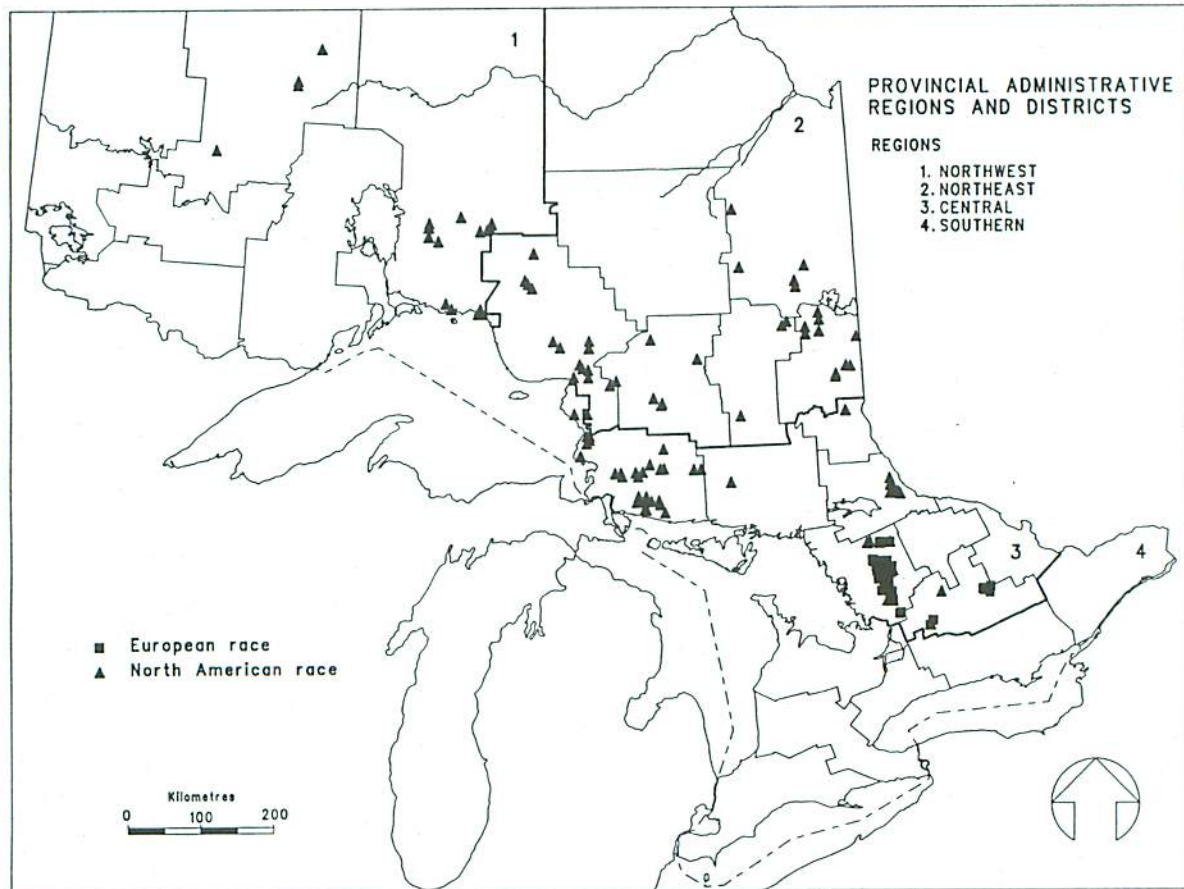 1
PROVINCIAL ADMINISTRATIVE
REGIONS AND DISTRICTS
2
REGIONS
1. NORTHWEST
2. NORTHEAST
3. CENTRAL
4. SOUTHERN
3
4
European race
North American race
Kilometres
0 100 200